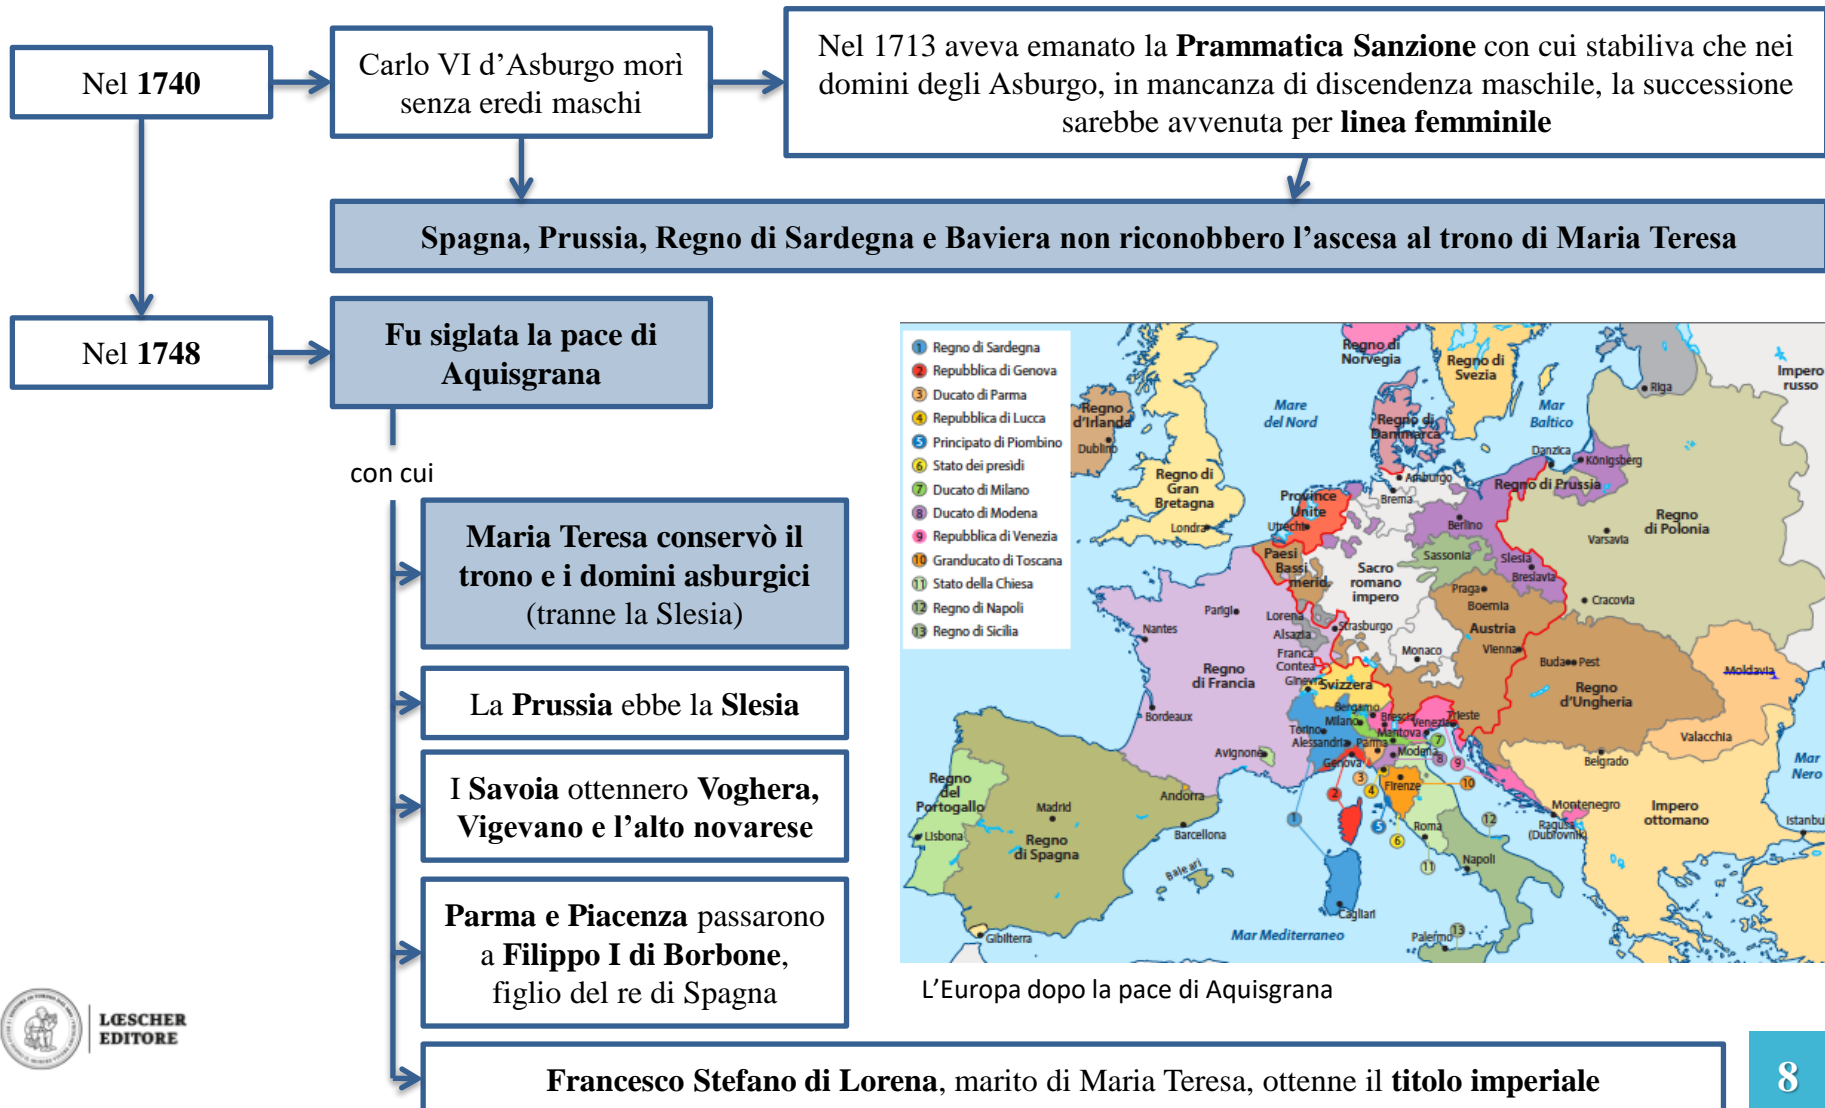 Nel 1740
Carlo VI d'Asburgo morì
senza eredi maschi
Nel 1713 aveva emanato la Prammatica Sanzione con cui stabiliva che nei
domini degli Asburgo, in mancanza di discendenza maschile, la successione
sarebbe avvenuta per linea femminile
Spagna, Prussia, Regno di Sardegna e Baviera non riconobbero l'ascesa al trono di Maria Teresa
Nel 1748
Fu siglata la pace di
Aquisgrana
con cui
Maria Teresa conservò il
trono e i domini asburgici
(tranne la Slesia)
La Prussia ebbe la Slesia
I Savoia ottennero Voghera,
Vigevano e l'alto novarese
Parma e Piacenza passarono
a Filippo I di Borbone,
figlio del re di Spagna
Francesco Stefano di Lorena, marito di Maria Teresa, ottenne il titolo imperiale
1 Regno di Sardegna
2 Repubblica di Genova
3 Ducato di Parma
4 Repubblica di Lucca
5 Principato di Piombino
6 Stato dei presìdi
7 Ducato di Milano
8 Ducato di Modena
9 Repubblica di Venezia
10 Granducato di Toscana
11 Stato della Chiesa
12 Regno di Napoli
13 Regno di Sicilia
Regno di
Norvegia
Regno di
Svezia
Impero
russo
Riga
Mare
del Nord
Mar
Baltico
Regno
d'Irlanda
Dublino
Regno di
Danimarca
Danzica
Königsberg
Regno di
Gran
Bretagna
Londra
Amburgo
Brema
Regno di Prussia
Province
Unite
Utrecht
Berlino
Regno
di Polonia
Varsavia
Paesi
Bassi
merid.
Sassonia
Slesia
Breslavia
Sacro
romano
impero
Praga
Boemia
Cracovia
Parigi
Lorena
Alsazia
Strasburgo
Nantes
Austria
Vienna
Monaco
Franca
Contea
Ginevra
Svizzera
Buda
Pest
Moldavia
Regno
di Francia
Regno
d'Ungheria
Bordeaux
Bergamo
Milano
Brescia
Venezia
Trieste
Torino
Mantova
Alessandria
Parma
Modena
7
Valacchia
Avignone
Genova
8
9
Belgrado
Mar
Nero
Regno
del
Portogallo
Andorra
3
2
4
Firenze
10
Madrid
Montenegro
Impero
ottomano
Lisbona
Barcellona
1
5
6
Roma
12
Ragusa
(Dubrovnik)
Istanbu
Regno
di Spagna
11
Napoli
Baleari
Cagliari
Gibilterra
Mar Mediterraneo
Palermo
13
L'Europa dopo la pace di Aquisgrana
LŒSCHER
EDITORE
8